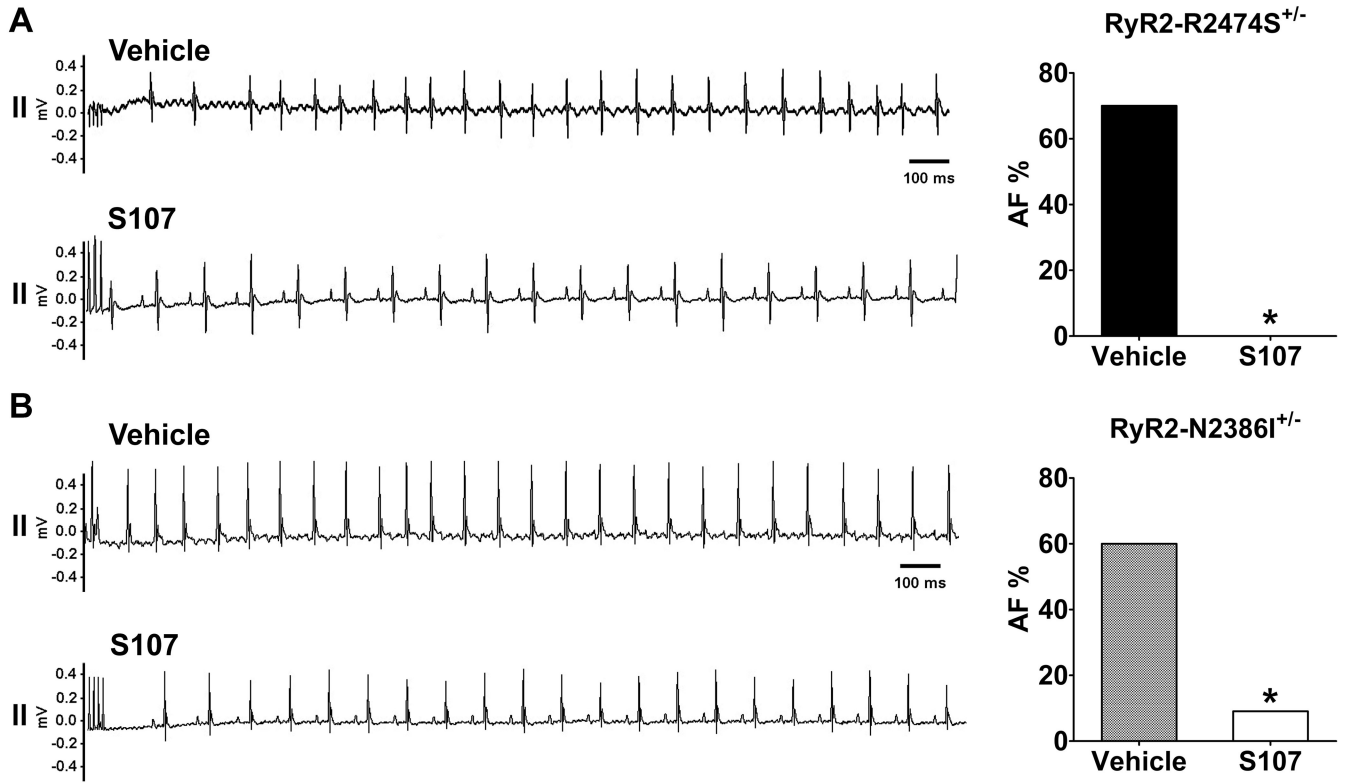 A
Vehicle
II
mV
0.4
0.2
0.0
-0.2
-0.4
100 ms
S107
II
mV
0.4
0.2
0.0
-0.2
-0.4
RyR2-R2474S+/-
AF %
80
60
40
20
0
*
Vehicle S107
B
Vehicle
II
mV
0.4
0.2
0.0
-0.2
-0.4
100 ms
S107
II
mV
0.4
0.2
0.0
-0.2
-0.4
RyR2-N2386I+/-
AF %
80
60
40
20
0
*
Vehicle S107